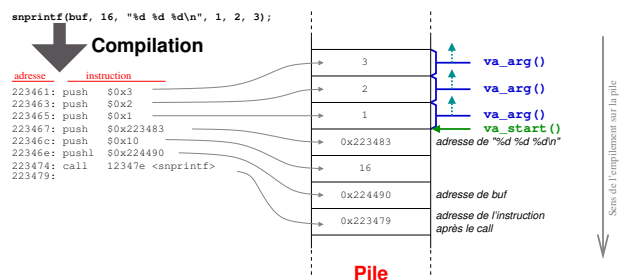 snprintf(buf, 16, "%d %d %d\n", 1, 2, 3);
Compilation
adresse instruction
223461: push $0x3
223463: push $0x2
223465: push $0x1
223467: push $0x223483
22346c: push $0x10
22346e: pushl $0x224490
223474: call 12347e <snprintf>
223479:
3
2
1
0x223483
16
0x224490
0x223479
Pile
va_arg()
va_arg()
va_arg()
va_start()
adresse de "%d %d %d\n"
adresse de buf
adresse de l'instruction
après le call
Sens de l'empilement sur la pile